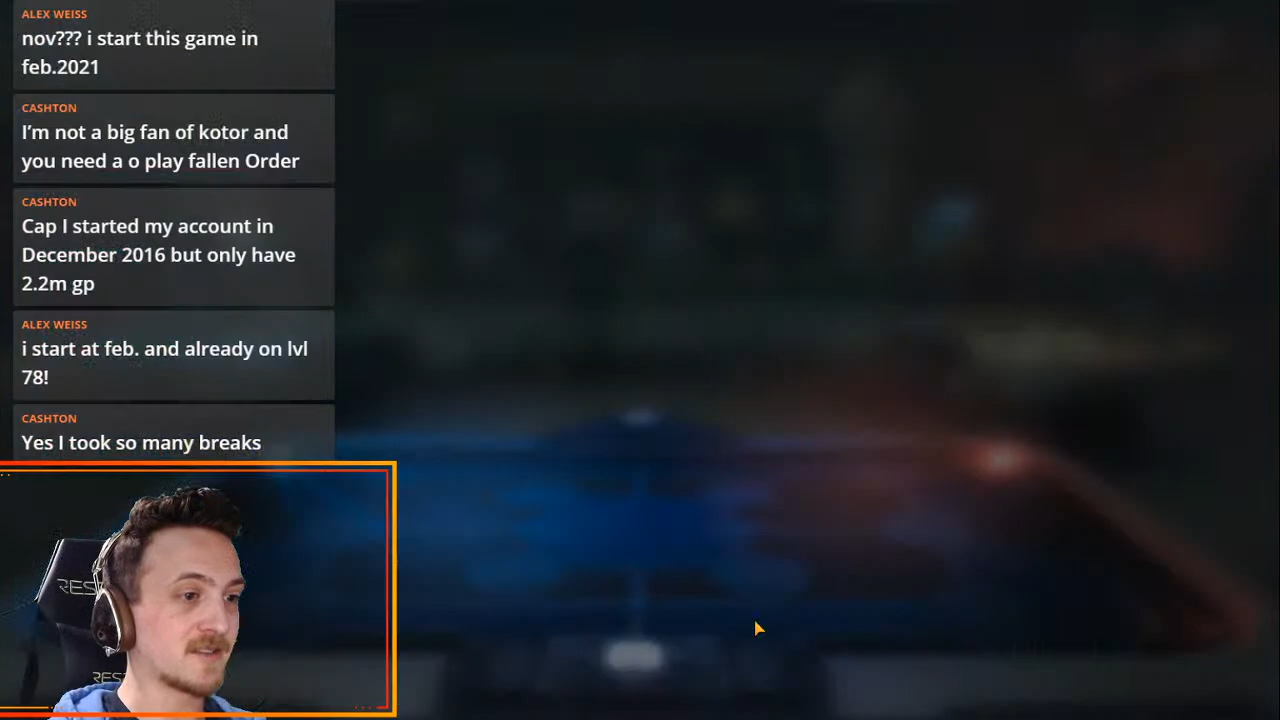 ALEX WEISS
nov??? i start this game in
feb.2021
CASHTON
I'm not a big fan of kotor and
you need a o play fallen Order
CASHTON
Cap I started my account in
December 2016 but only have
2.2m gp
ALEX WEISS
i start at feb. and already on lvl
78!
CASHTON
Yes I took so many breaks
RES
RES